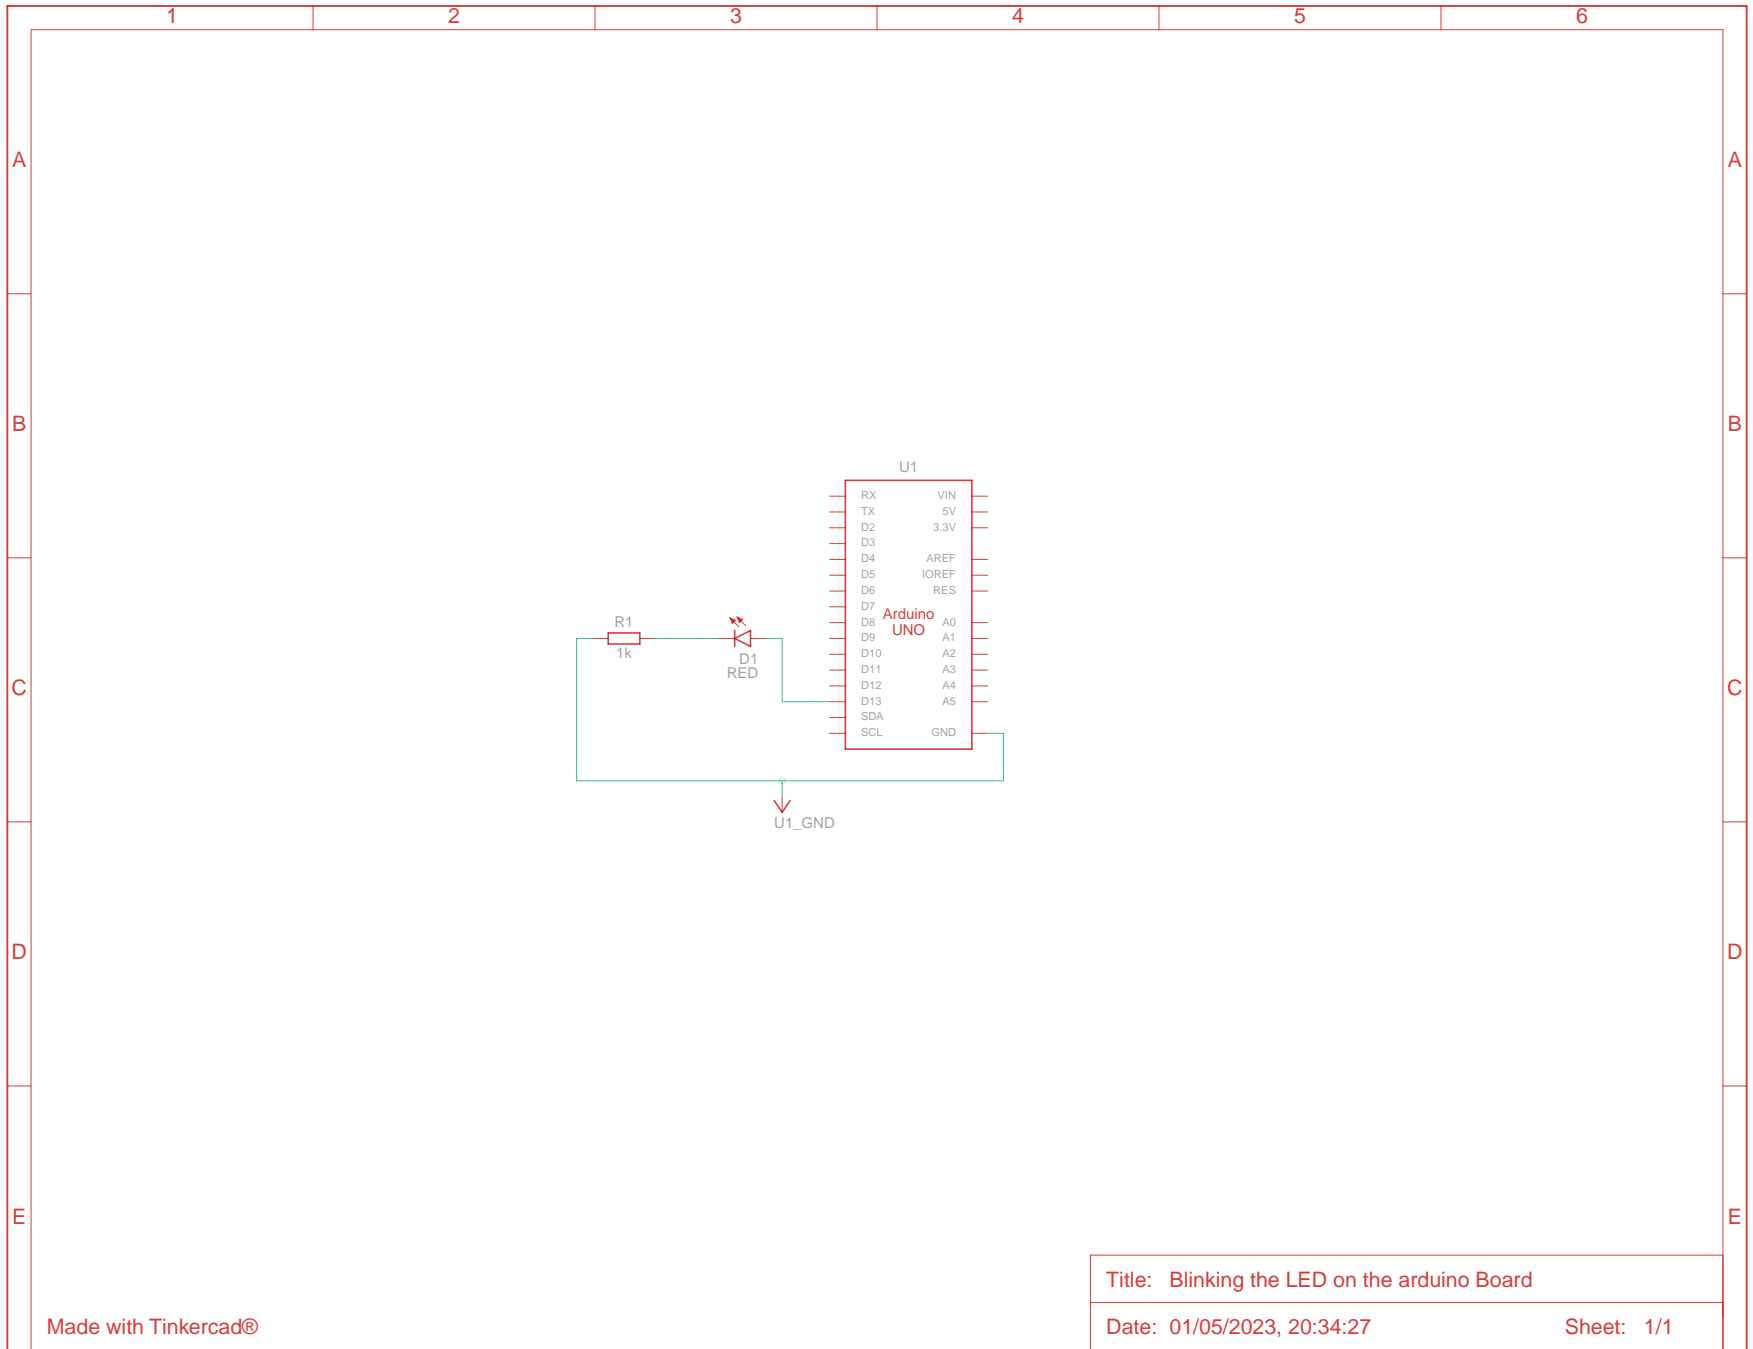 1 2 3 4 5 6
A A
B B
U1
RX VIN
TX 5V
D2 3.3V
D3
D4 AREF
D5 IOREF
D6 RES
D7
Arduino
UNO
D8 A0
D9 A1
D10 A2
D11 A3
D12 A4
D13 A5
SDA
SCL GND
R1
1k
D1
RED
C C
U1_GND
D D
E E
Title: Blinking the LED on the arduino Board
Made with Tinkercad®
Date: 01/05/2023, 20:34:27 Sheet: 1/1